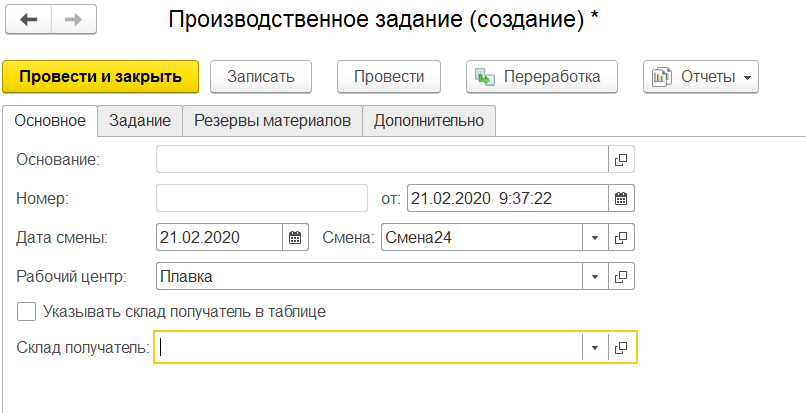 Производственное задание (создание) *
Провести и закрыть Записать Провести Переработка Отчеты
Основное Задание Резервы материалов Дополнительно
Основание:
Номер: от: 21.02.2020 9:37:22
Дата смены: 21.02.2020 Смена: Смена24
Рабочий центр: Плавка
Указывать склад получатель в таблице
Склад получатель: